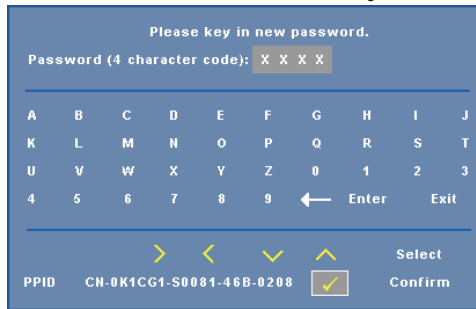 Please key in new password.
Password (4 character code): X X X X
A B C D E F G H I J
K L M N O P Q R S T
U V W X Y Z 0 1 2 3
4 5 6 7 8 9 Enter Exit
Select
PPID CN-0K1CG1-S0081-46B-0208 Confirm